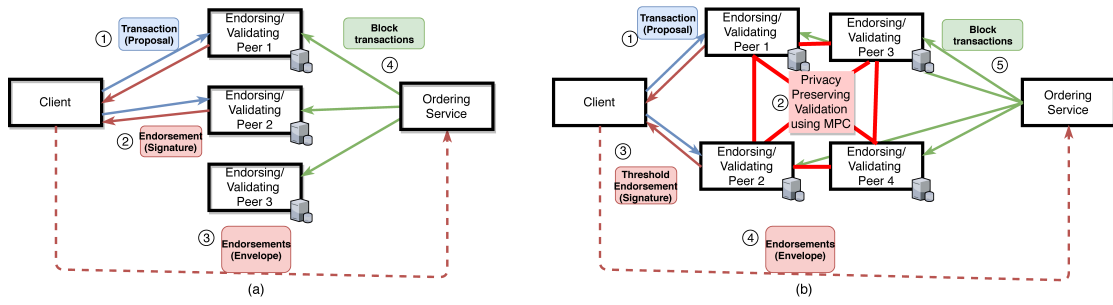 1
Transaction
(Proposal)
Endorsing/
Validating
Peer 1
Block
transactions
4
Client
Endorsing/
Validating
Peer 2
Ordering
Service
2
Endorsement
(Signature)
Endorsing/
Validating
Peer 3
3
Endorsements
(Envelope)
(a)
1
Transaction
(Proposal)
Endorsing/
Validating
Peer 1
Endorsing/
Validating
Peer 3
Block
transactions
5
Client
2
Privacy
Preserving
Validation
using MPC
Ordering
Service
3
Threshold
Endorsement
(Signature)
Endorsing/
Validating
Peer 2
Endorsing/
Validating
Peer 4
4
Endorsements
(Envelope)
(b)